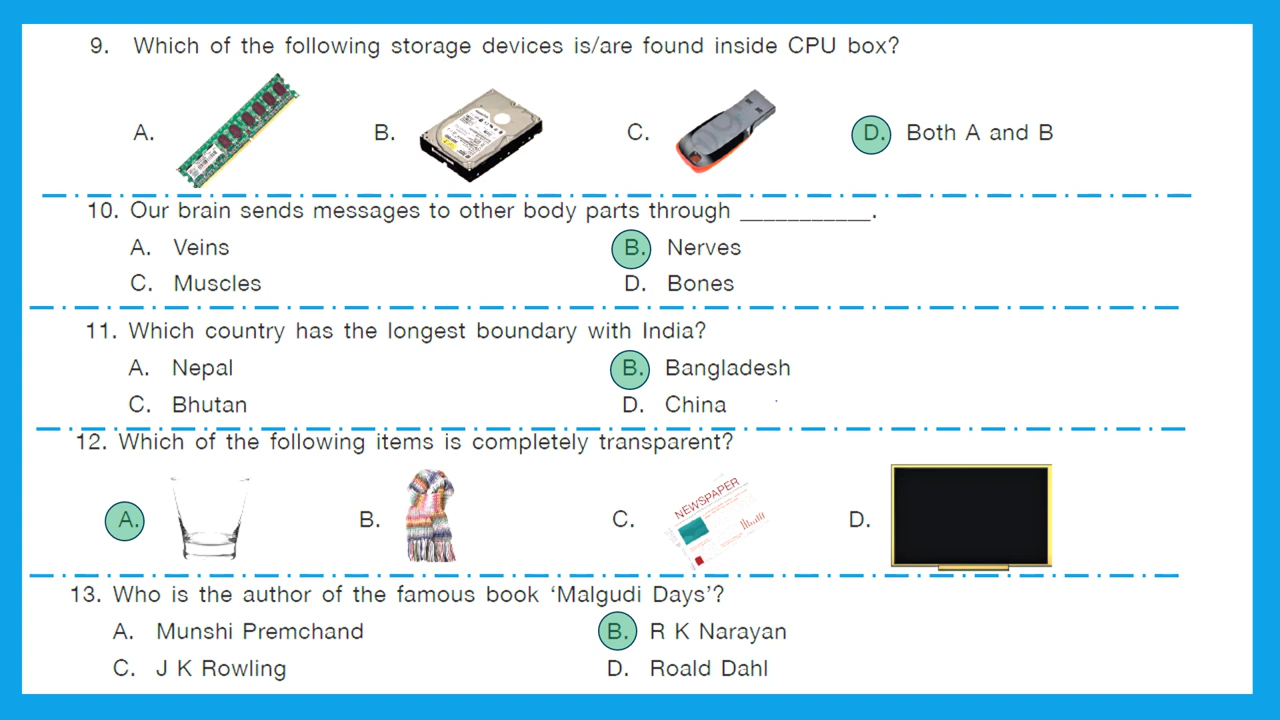 9. Which of the following storage devices is/are found inside CPU box?
A. B. C. D. Both A and B
10. Our brain sends messages to other body parts through ___________.
A. Veins B. Nerves
C. Muscles D. Bones
11. Which country has the longest boundary with India?
A. Nepal B. Bangladesh
C. Bhutan D. China
12. Which of the following items is completely transparent?
NEWSPAPER
A. B. C. D.
13. Who is the author of the famous book ‘Malgudi Days’?
A. Munshi Premchand B. R K Narayan
C. J K Rowling D. Roald Dahl